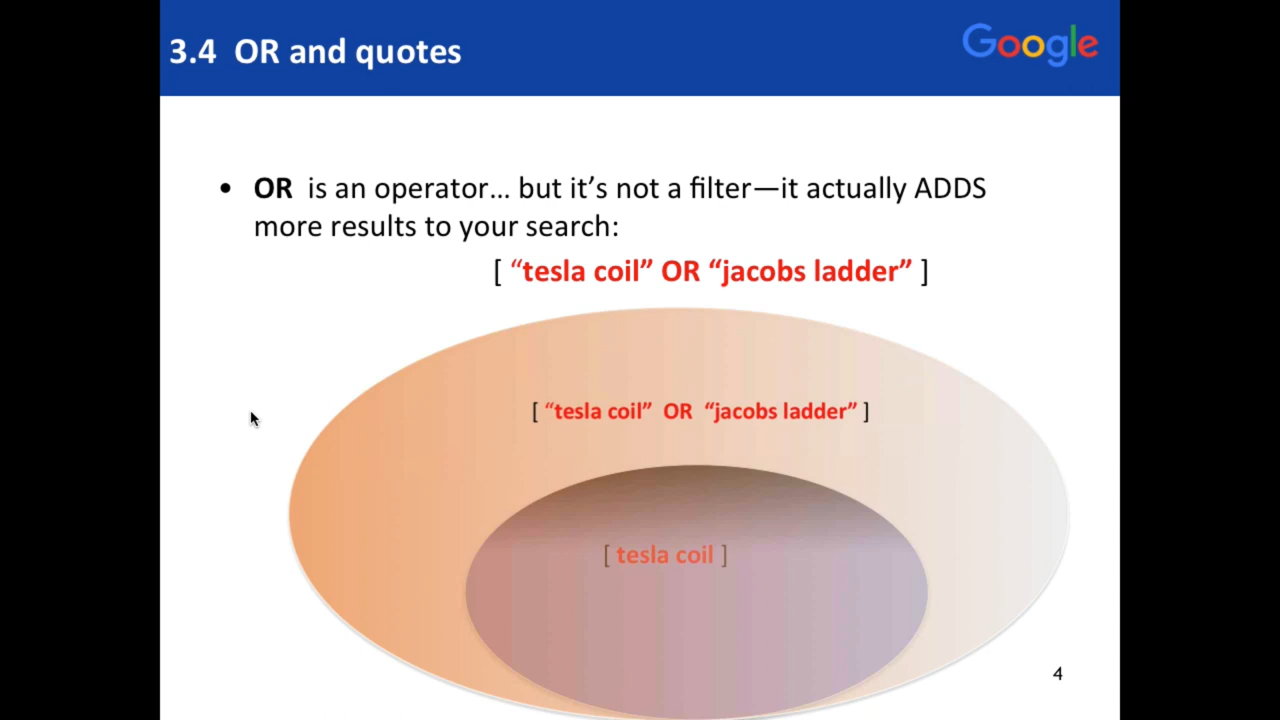 3.4 OR and quotes
Google
• OR is an operator... but it's not a filter—it actually ADDS
more results to your search:
[ “tesla coil” OR “jacobs ladder” ]
[ “tesla coil” OR “jacobs ladder” ]
[ tesla coil ]
4